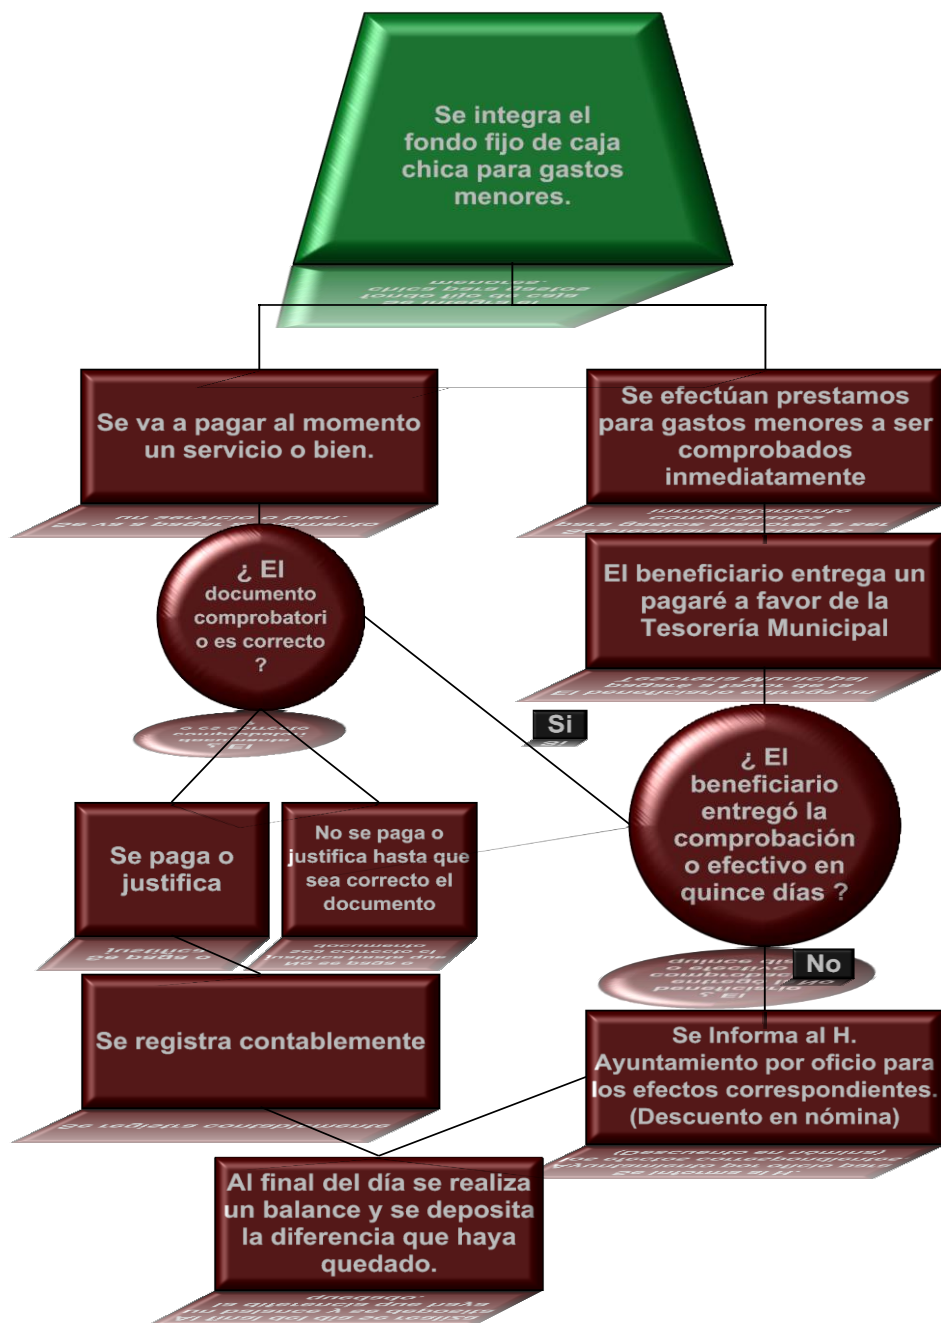 Se integra el
fondo fijo de caja
chica para gastos
menores.
Se va a pagar al momento
un servicio o bien.
Se efectúan prestamos
para gastos menores a ser
comprobados
inmediatamente
¿ El
documento
comprobatori
o es correcto
?
El beneficiario entrega un
pagaré a favor de la
Tesorería Municipal
Si
¿ El
beneficiario
entregó la
comprobación
o efectivo en
quince días ?
Se paga o
justifica
No se paga o
justifica hasta que
sea correcto el
documento
No
Se registra contablemente
Se Informa al H.
Ayuntamiento por oficio para
los efectos correspondientes.
(Descuento en nómina)
Al final del día se realiza
un balance y se deposita
la diferencia que haya
quedado.